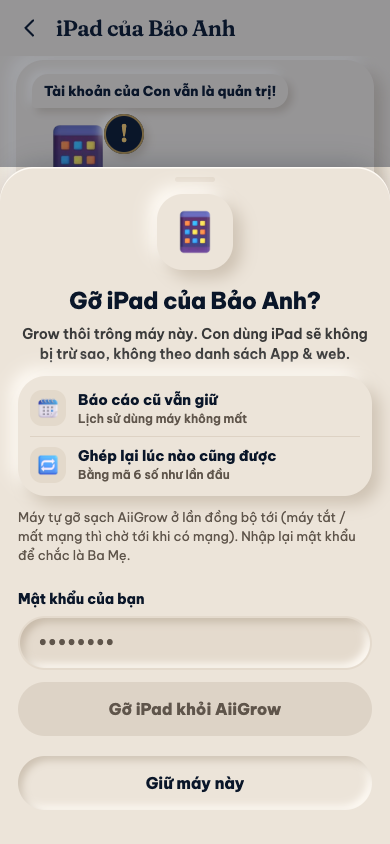 iPad của Bảo Anh
Tài khoản của Con vẫn là quản trị!
!
Gỡ iPad của Bảo Anh?
Grow thôi trông máy này. Con dùng iPad sẽ không
bị trừ sao, không theo danh sách App & web.
Báo cáo cũ vẫn giữ
Lịch sử dùng máy không mất
Ghép lại lúc nào cũng được
Bằng mã 6 số như lần đầu
Máy tự gỡ sạch AiiGrow ở lần đồng bộ tới (máy tắt /
mất mạng thì chờ tới khi có mạng). Nhập lại mật khẩu
để chắc là Ba Mẹ.
Mật khẩu của bạn
••••••••
Gỡ iPad khỏi AiiGrow
Giữ máy này